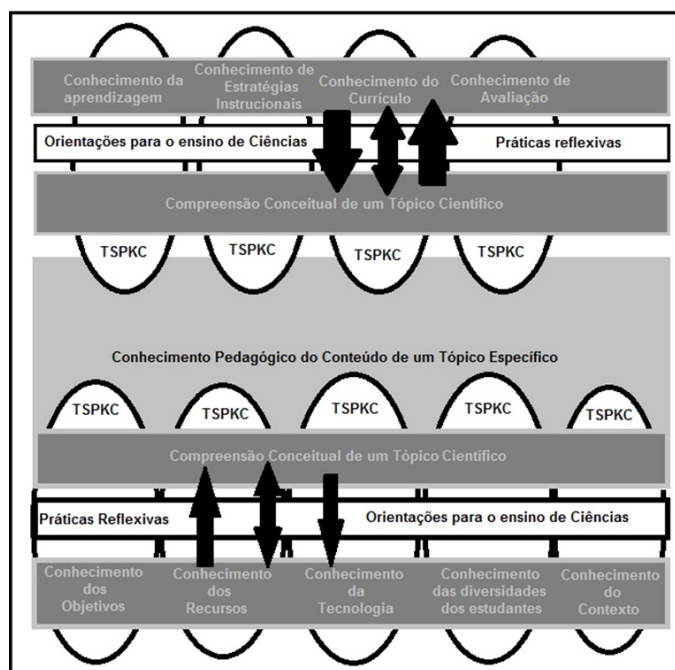 Conhecimento da
aprendizagem
Conhecimento de
Estratégias
Instrucionais
Conhecimento do
Currículo
Conhecimento de
Avaliação
Orientações para o ensino de Ciências
Práticas reflexivas
Compreensão Conceitual de um Tópico Científico
TSPKC
TSPKC
TSPKC
TSPKC
Conhecimento Pedagógico do Conteúdo de um Tópico Específico
TSPKC
TSPKC
TSPKC
TSPKC
TSPKC
Compreensão Conceitual de um Tópico Científico
Práticas Reflexivas
Orientações para o ensino de Ciências
Conhecimento
dos
Objetivos
Conhecimento
dos
Recursos
Conhecimento
da
Tecnologia
Conhecimento
das diversidades
dos estudantes
Conhecimento
do
Contexto